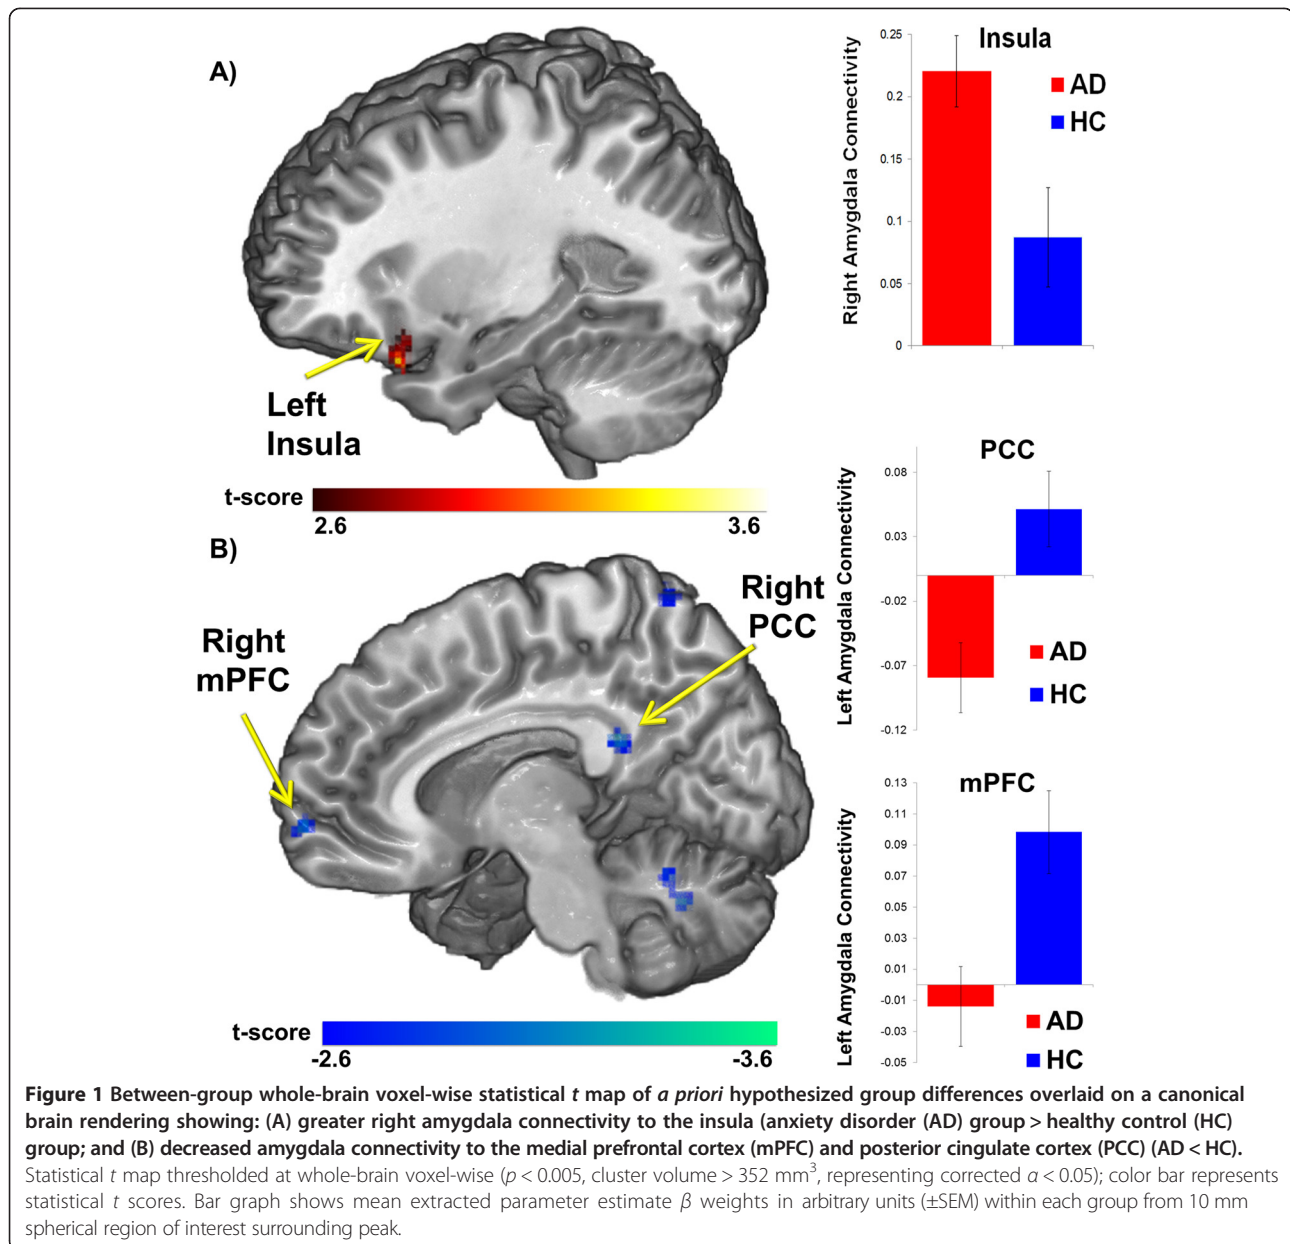 A)
Left
Insula
t-score
2.6
3.6
Insula
AD
HC
Right Amygdala Connectivity
0.25
0.2
0.15
0.1
0.05
0
B)
Right
mPFC
Right
PCC
t-score
-2.6
-3.6
PCC
Left Amygdala Connectivity
0.08
0.03
-0.02
-0.07
-0.12
AD
HC
mPFC
Left Amygdala Connectivity
0.13
0.11
0.09
0.07
0.05
0.03
0.01
-0.01
-0.03
-0.05
AD
HC
Figure 1 Between-group whole-brain voxel-wise statistical t map of a priori hypothesized group differences overlaid on a canonical
brain rendering showing: (A) greater right amygdala connectivity to the insula (anxiety disorder (AD) group > healthy control (HC)
group; and (B) decreased amygdala connectivity to the medial prefrontal cortex (mPFC) and posterior cingulate cortex (PCC) (AD < HC).
Statistical t map thresholded at whole-brain voxel-wise (p < 0.005, cluster volume > 352 mm³, representing corrected α < 0.05); color bar represents
statistical t scores. Bar graph shows mean extracted parameter estimate β weights in arbitrary units (±SEM) within each group from 10 mm
spherical region of interest surrounding peak.